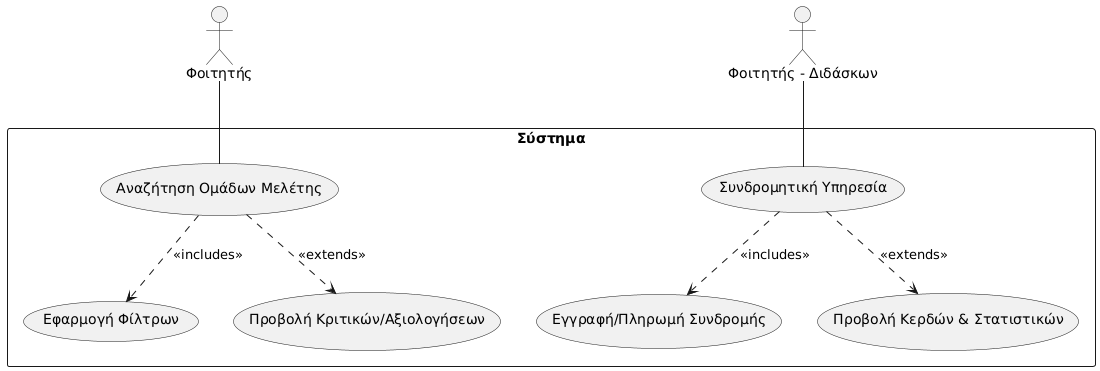 Φοιτητής
Φοιτητής - Διδάσκων
Σύστημα
Αναζήτηση Ομάδων Μελέτης
Συνδρομητική Υπηρεσία
«includes»
«extends»
«includes»
«extends»
Εφαρμογή Φίλτρων
Προβολή Κριτικών/Αξιολογήσεων
Εγγραφή/Πληρωμή Συνδρομής
Προβολή Κερδών & Στατιστικών